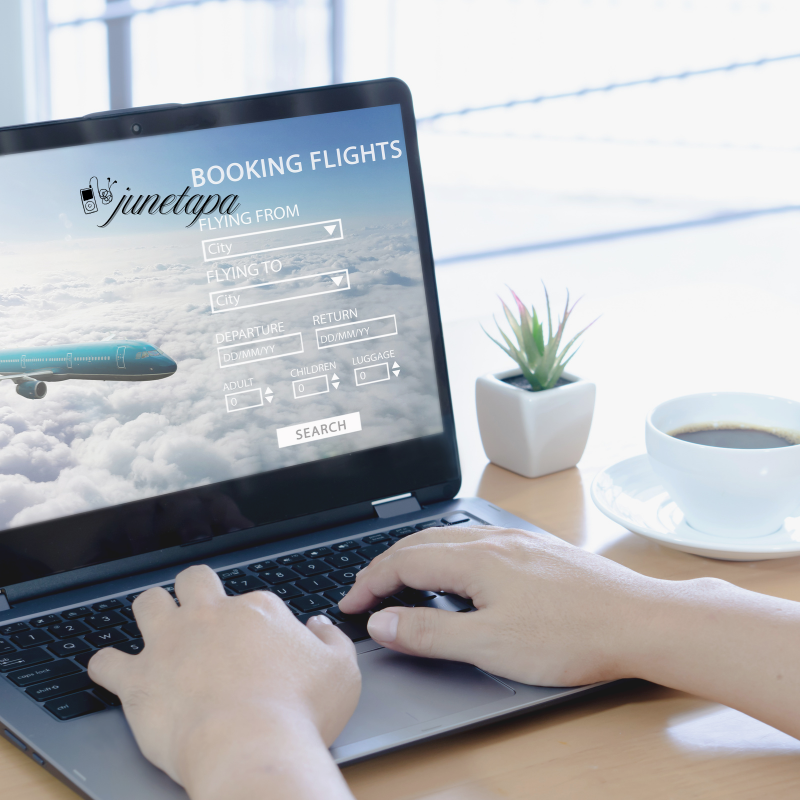 BOOKING FLIGHTS
junetapa
FLYING FROM
City
FLYING TO
City
DEPARTURE RETURN
DD/MM/YY DD/MM/YY
ADULT CHILDREN LUGGAGE
0 0 0
SEARCH